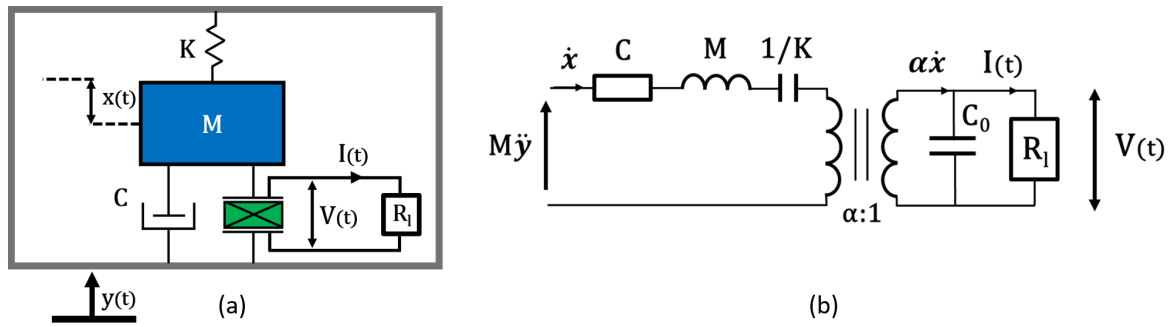 K
x(t)
M
I(t)
C
V(t)
Rₗ
y(t)
(a)
ẋ
C
M
1/K
αẋ
I(t)
Mÿ
C₀
Rₗ
V(t)
α:1
(b)